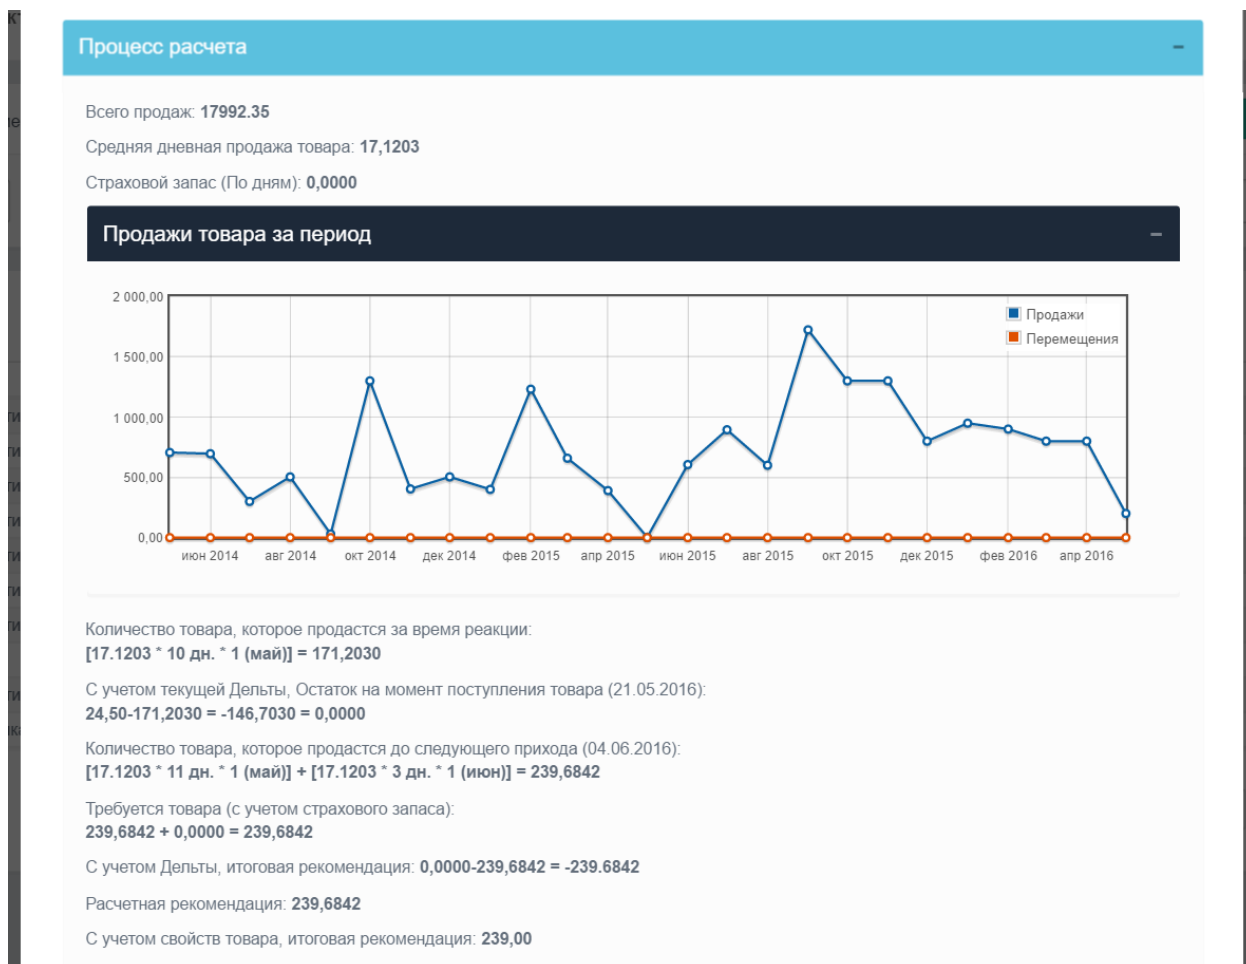 Процесс расчета
Всего продаж: 17992.35
Средняя дневная продажа товара: 17,1203
Страховой запас (По дням): 0,0000
Продажи товара за период
2 000,00
1 500,00
1 000,00
500,00
0,00
Продажи
Перемещения
июн 2014 авг 2014 окт 2014 дек 2014 фев 2015 апр 2015 июн 2015 авг 2015 окт 2015 дек 2015 фев 2016 апр 2016
Количество товара, которое продастся за время реакции:
[17.1203 * 10 дн. * 1 (май)] = 171,2030
С учетом текущей Дельты, Остаток на момент поступления товара (21.05.2016):
24,50-171,2030 = -146,7030 = 0,0000
Количество товара, которое продастся до следующего прихода (04.06.2016):
[17.1203 * 11 дн. * 1 (май)] + [17.1203 * 3 дн. * 1 (июн)] = 239,6842
Требуется товара (с учетом страхового запаса):
239,6842 + 0,0000 = 239,6842
С учетом Дельты, итоговая рекомендация: 0,0000-239,6842 = -239.6842
Расчетная рекомендация: 239,6842
С учетом свойств товара, итоговая рекомендация: 239,00